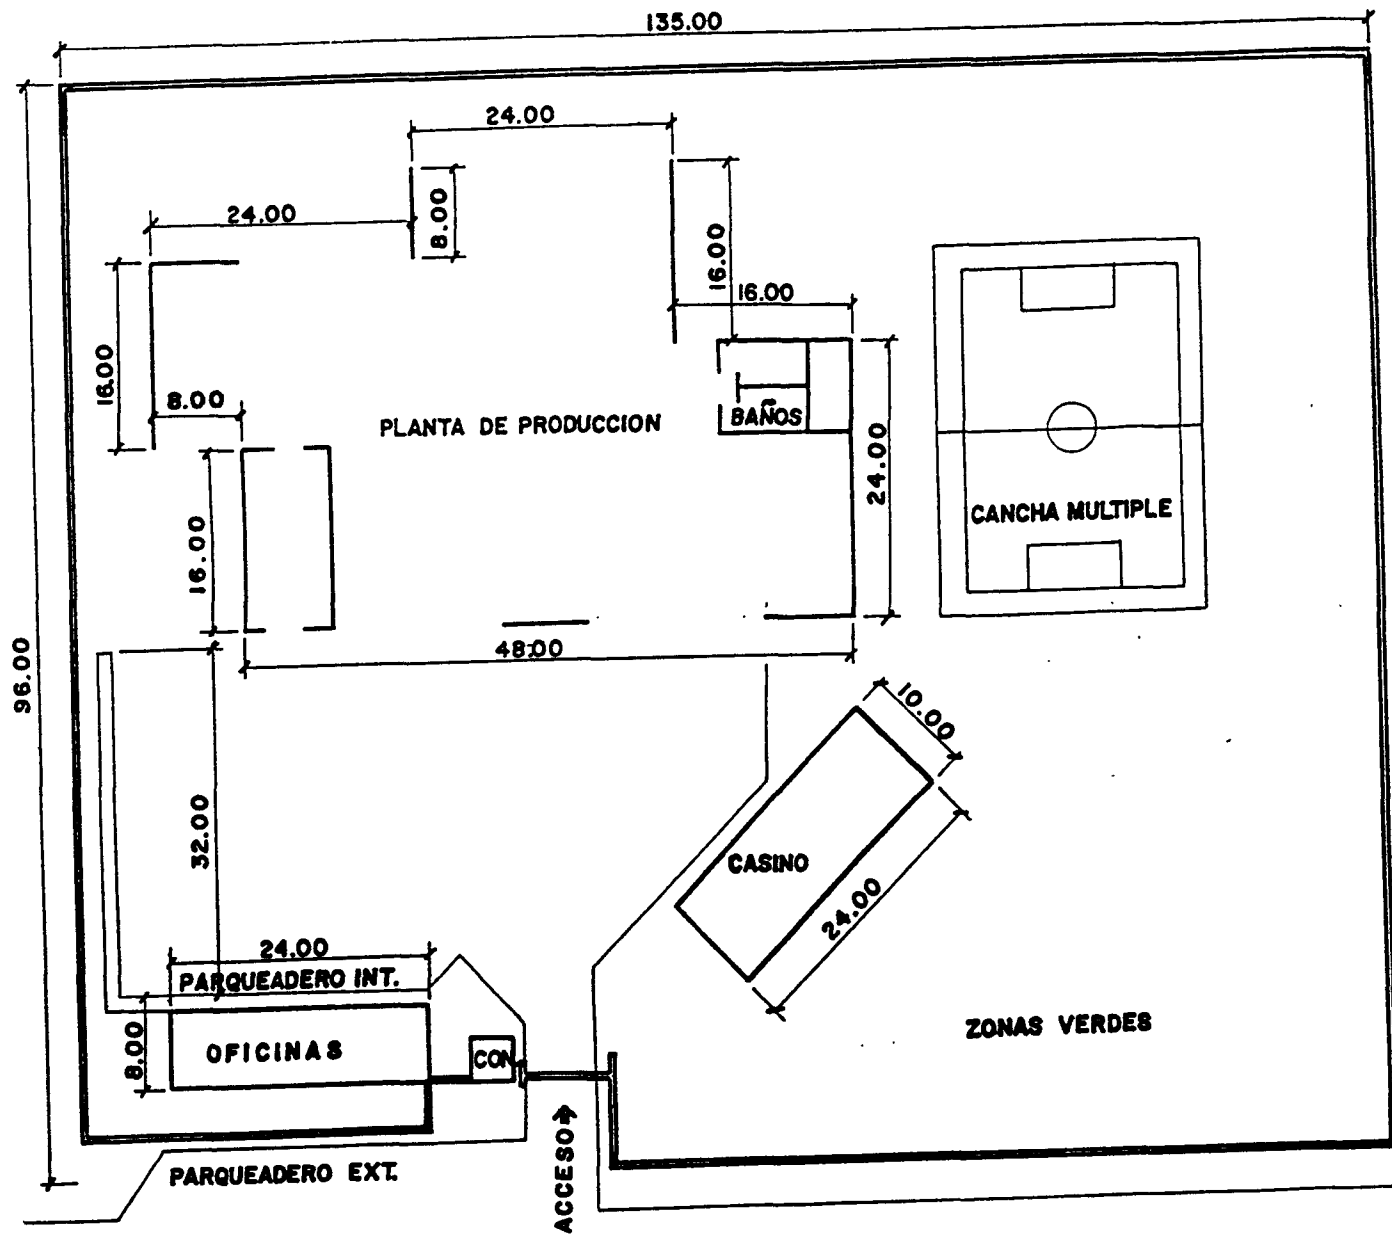 135.00
24.00
24.00
8.00
16.00
16.00
16.00
8.00
PLANTA DE PRODUCCION
BAÑOS
24.00
CANCHA MULTIPLE
16.00
48.00
96.00
10.00
32.00
CASINO
24.00
24.00
PARQUEADERO INT.
8.00
OFICINAS
CON
ZONAS VERDES
ACCESO
PARQUEADERO EXT.